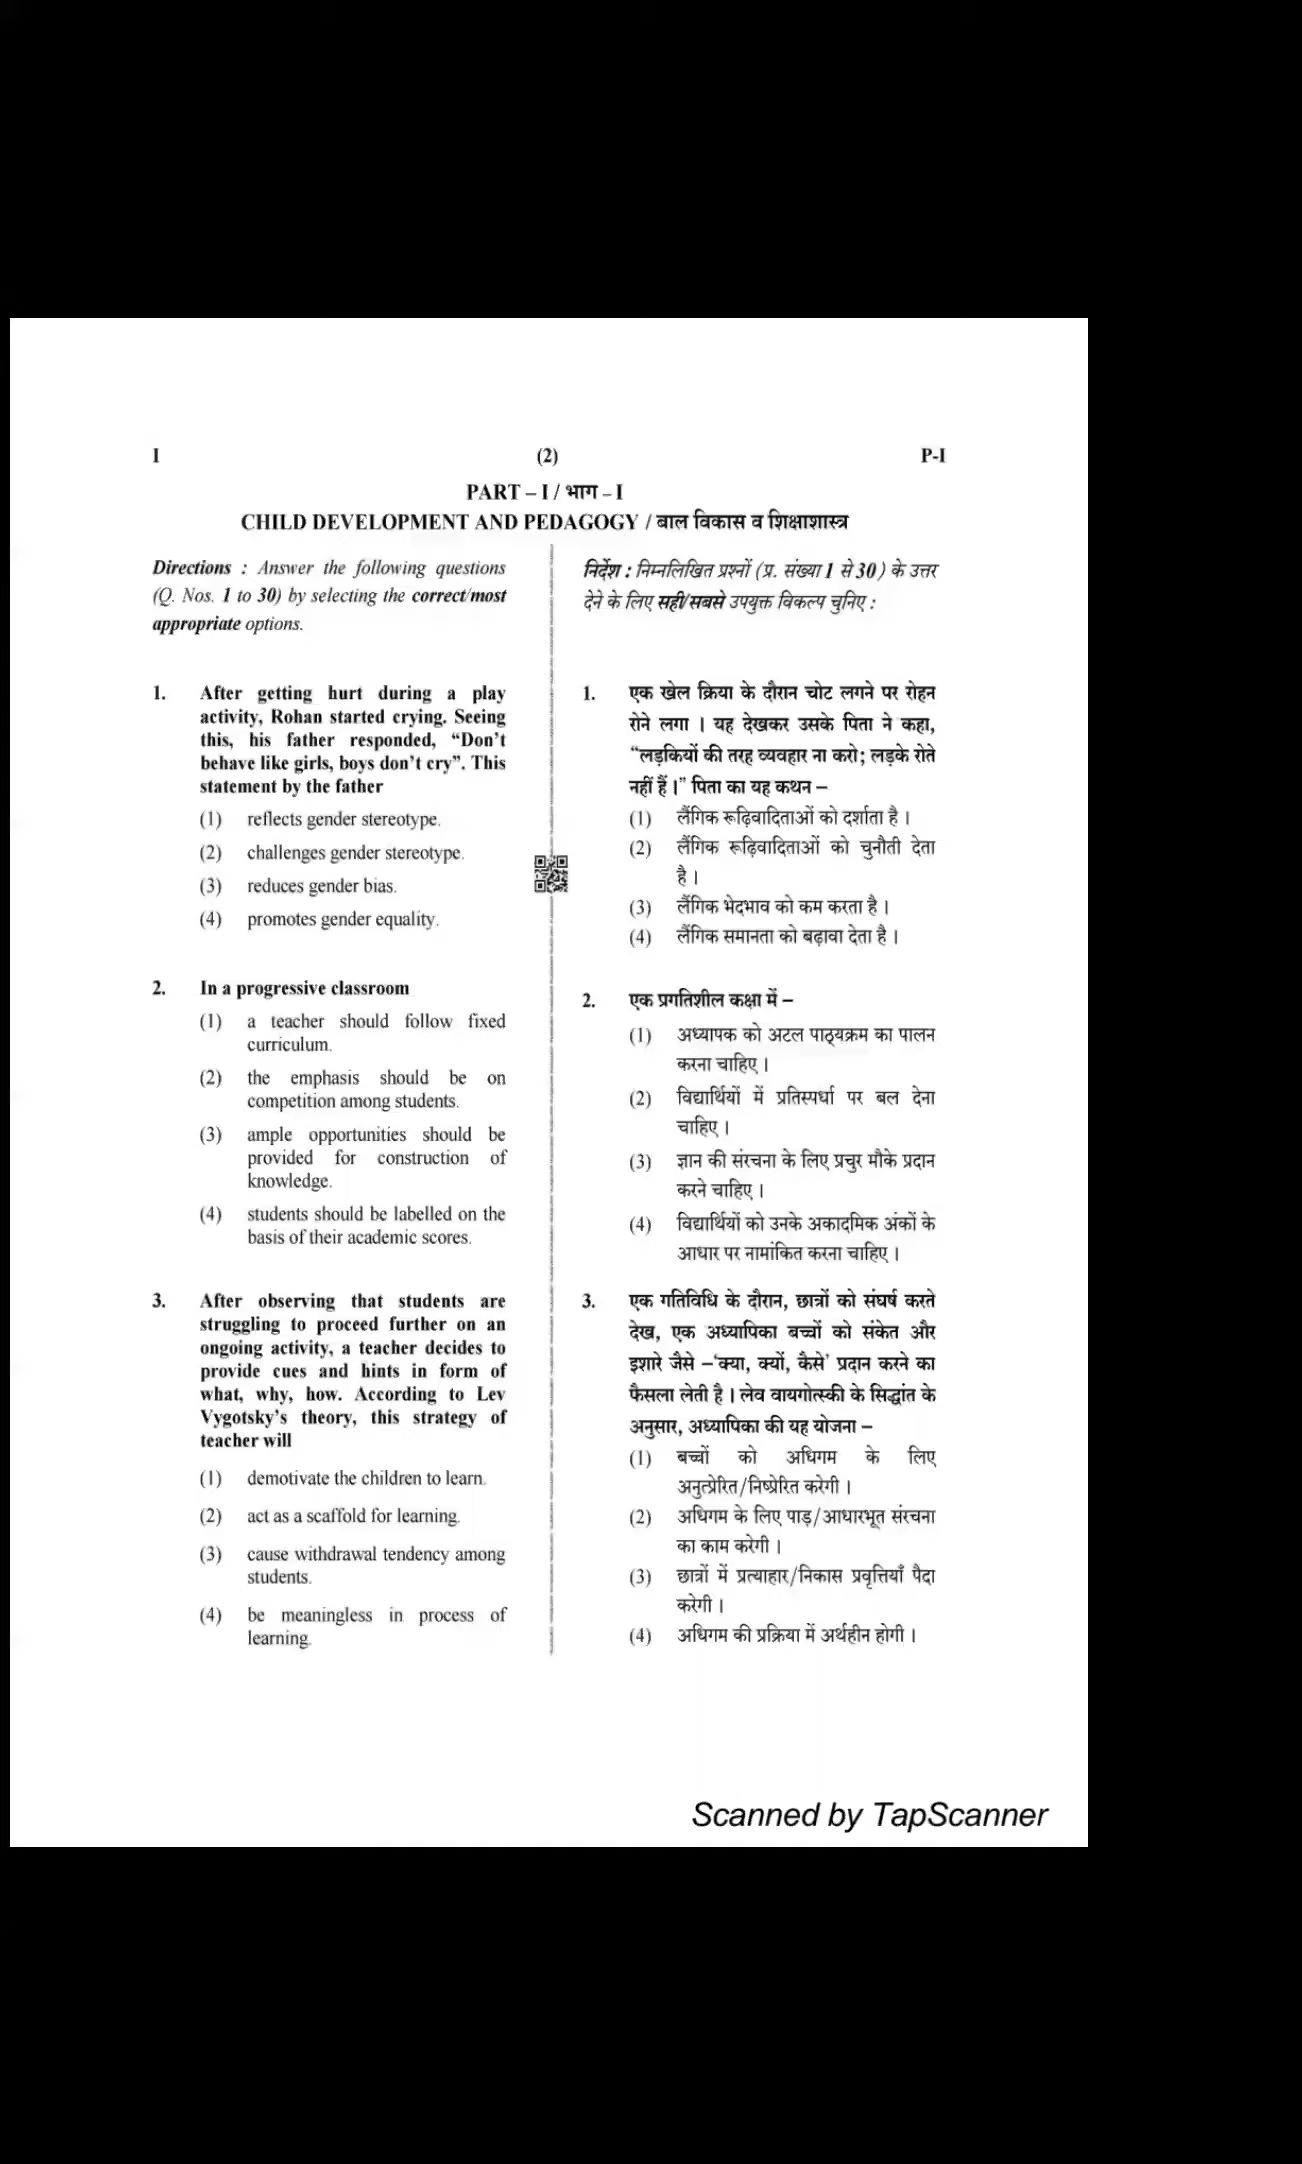 I
(2)
P-I
PART – I / भाग – I
CHILD DEVELOPMENT AND PEDAGOGY / बाल विकास व शिक्षाशास्त्र
Directions : Answer the following questions
(Q. Nos. 1 to 30) by selecting the correct/most
appropriate options.
1. After getting hurt during a play
activity, Rohan started crying. Seeing
this, his father responded, “Don’t
behave like girls, boys don’t cry”. This
statement by the father
(1) reflects gender stereotype.
(2) challenges gender stereotype.
(3) reduces gender bias.
(4) promotes gender equality.
2. In a progressive classroom
(1) a teacher should follow fixed
curriculum.
(2) the emphasis should be on
competition among students.
(3) ample opportunities should be
provided for construction of
knowledge.
(4) students should be labelled on the
basis of their academic scores.
3. After observing that students are
struggling to proceed further on an
ongoing activity, a teacher decides to
provide cues and hints in form of
what, why, how. According to Lev
Vygotsky’s theory, this strategy of
teacher will
(1) demotivate the children to learn.
(2) act as a scaffold for learning.
(3) cause withdrawal tendency among
students.
(4) be meaningless in process of
learning.
निर्देश : निम्नलिखित प्रश्नों (प्र. संख्या 1 से 30) के उत्तर
देने के लिए सही/सबसे उपयुक्त विकल्प चुनिए :
1. एक खेल क्रिया के दौरान चोट लगने पर रोहन
रोने लगा । यह देखकर उसके पिता ने कहा,
“लड़कियों की तरह व्यवहार ना करो; लड़के रोते
नहीं हैं ।” पिता का यह कथन –
(1) लैंगिक रूढ़िवादिताओं को दर्शाता है ।
(2) लैंगिक रूढ़िवादिताओं को चुनौती देता
है ।
(3) लैंगिक भेदभाव को कम करता है ।
(4) लैंगिक समानता को बढ़ावा देता है ।
2. एक प्रगतिशील कक्षा में –
(1) अध्यापक को अटल पाठ्यक्रम का पालन
करना चाहिए ।
(2) विद्यार्थियों में प्रतिस्पर्धा पर बल देना
चाहिए ।
(3) ज्ञान की संरचना के लिए प्रचुर मौके प्रदान
करने चाहिए ।
(4) विद्यार्थियों को उनके अकादमिक अंकों के
आधार पर नामांकित करना चाहिए ।
3. एक गतिविधि के दौरान, छात्रों को संघर्ष करते
देख, एक अध्यापिका बच्चों को संकेत और
इशारे जैसे –‘क्या, क्यों, कैसे’ प्रदान करने का
फैसला लेती है । लेव वायगोत्स्की के सिद्धांत के
अनुसार, अध्यापिका की यह योजना –
(1) बच्चों को अधिगम के लिए
अनुत्प्रेरित/निष्प्रेरित करेगी ।
(2) अधिगम के लिए पाड़/आधारभूत संरचना
का काम करेगी ।
(3) छात्रों में प्रत्याहार/निकास प्रवृत्तियाँ पैदा
करेगी ।
(4) अधिगम की प्रक्रिया में अर्थहीन होगी ।
Scanned by TapScanner